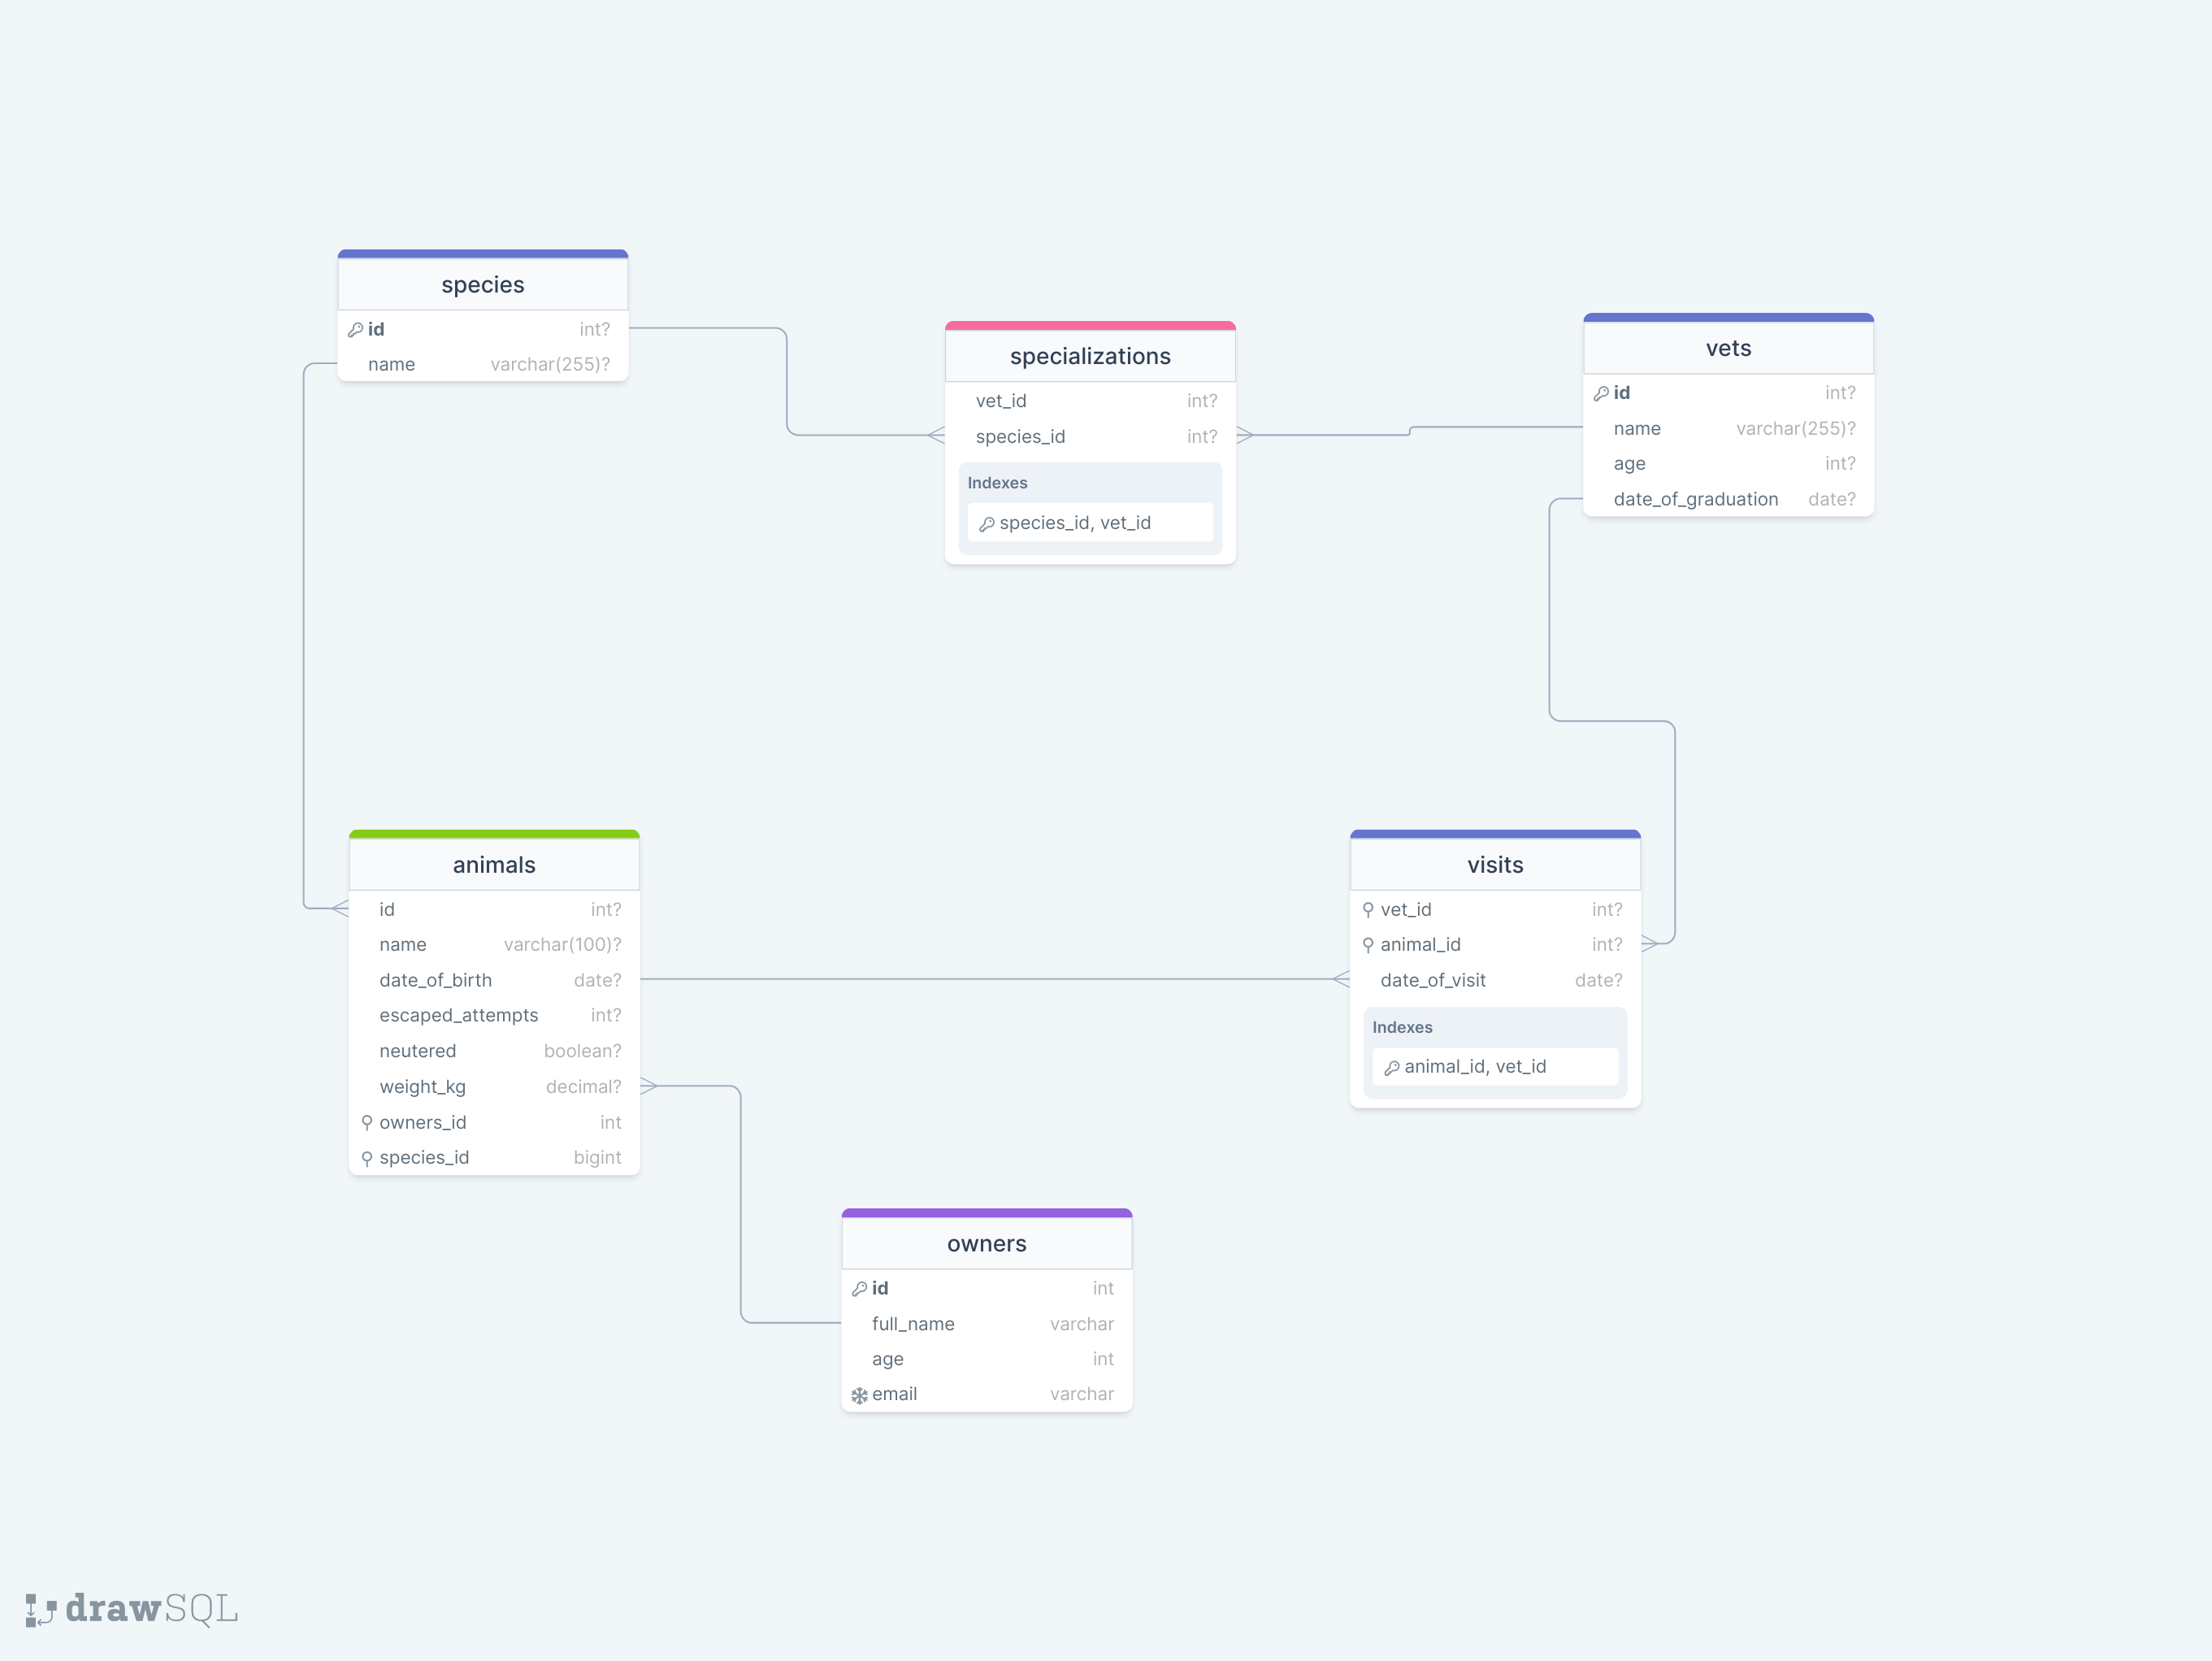 species
id int?
name varchar(255)?
specializations
vet_id int?
species_id int?
Indexes
species_id, vet_id
vets
id int?
name varchar(255)?
age int?
date_of_graduation date?
animals
id int?
name varchar(100)?
date_of_birth date?
escaped_attempts int?
neutered boolean?
weight_kg decimal?
owners_id int
species_id bigint
visits
vet_id int?
animal_id int?
date_of_visit date?
Indexes
animal_id, vet_id
owners
id int
full_name varchar
age int
email varchar
drawSQL